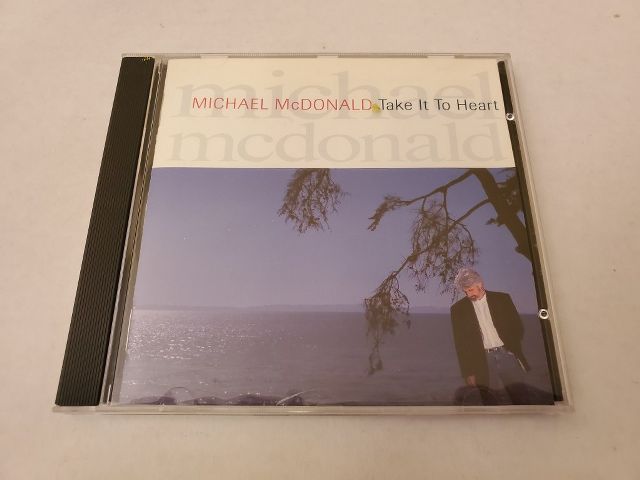 michael
MICHAEL McDONALD Take It To Heart
mcdonald